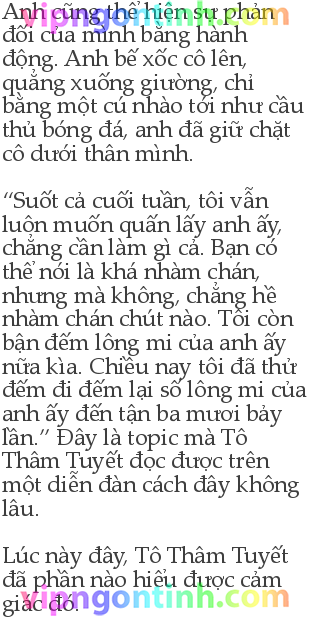 Anh cũng thể hiện sự phản
đối của mình bằng hành
động. Anh bế xốc cô lên,
quẳng xuống giường, chỉ
bằng một cú nhào tới như cầu
thủ bóng đá, anh đã giữ chặt
cô dưới thân mình.
“Suốt cả cuối tuần, tôi vẫn
luôn muốn quấn lấy anh ấy,
chẳng cần làm gì cả. Bạn có
thể nói là khá nhàm chán,
nhưng mà không, chẳng hề
nhàm chán chút nào. Tôi còn
bận đếm lông mi của anh ấy
nữa kìa. Chiều nay tôi đã thử
đếm đi đếm lại số lông mi của
anh ấy đến tận ba mươi bảy
lần.” Đây là topic mà Tô
Thâm Tuyết đọc được trên
một diễn đàn cách đây không
lâu.
Lúc này đây, Tô Thâm Tuyết
đã phần nào hiểu được cảm
giác đó.
vipngontinh.com
vipngontinh.com